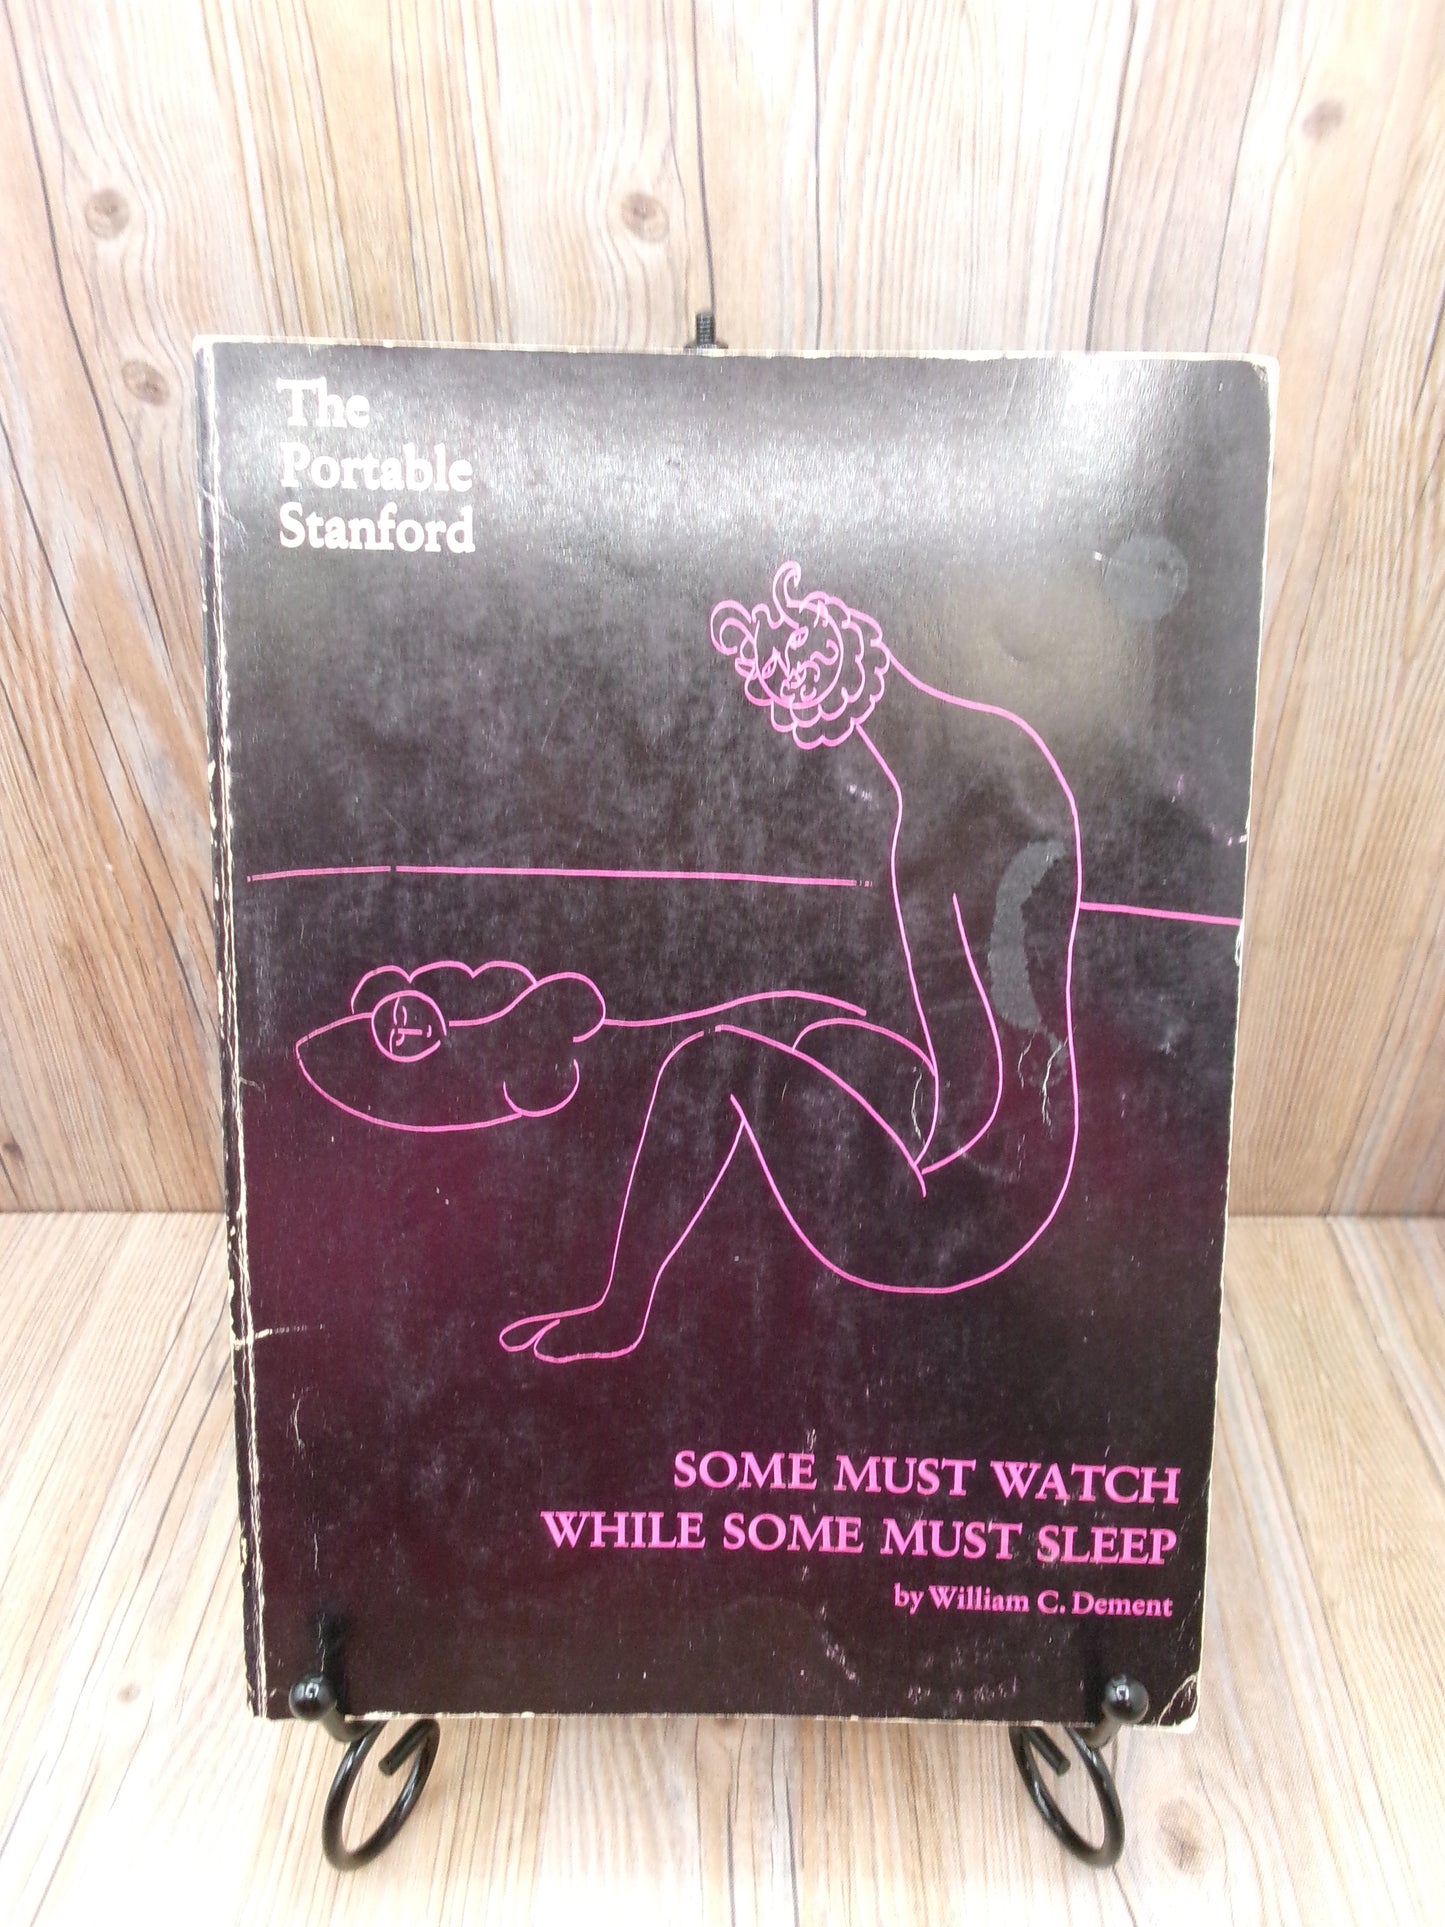 The
Portable
Stanford
SOME MUST WATCH
WHILE SOME MUST SLEEP
by William C. Dement